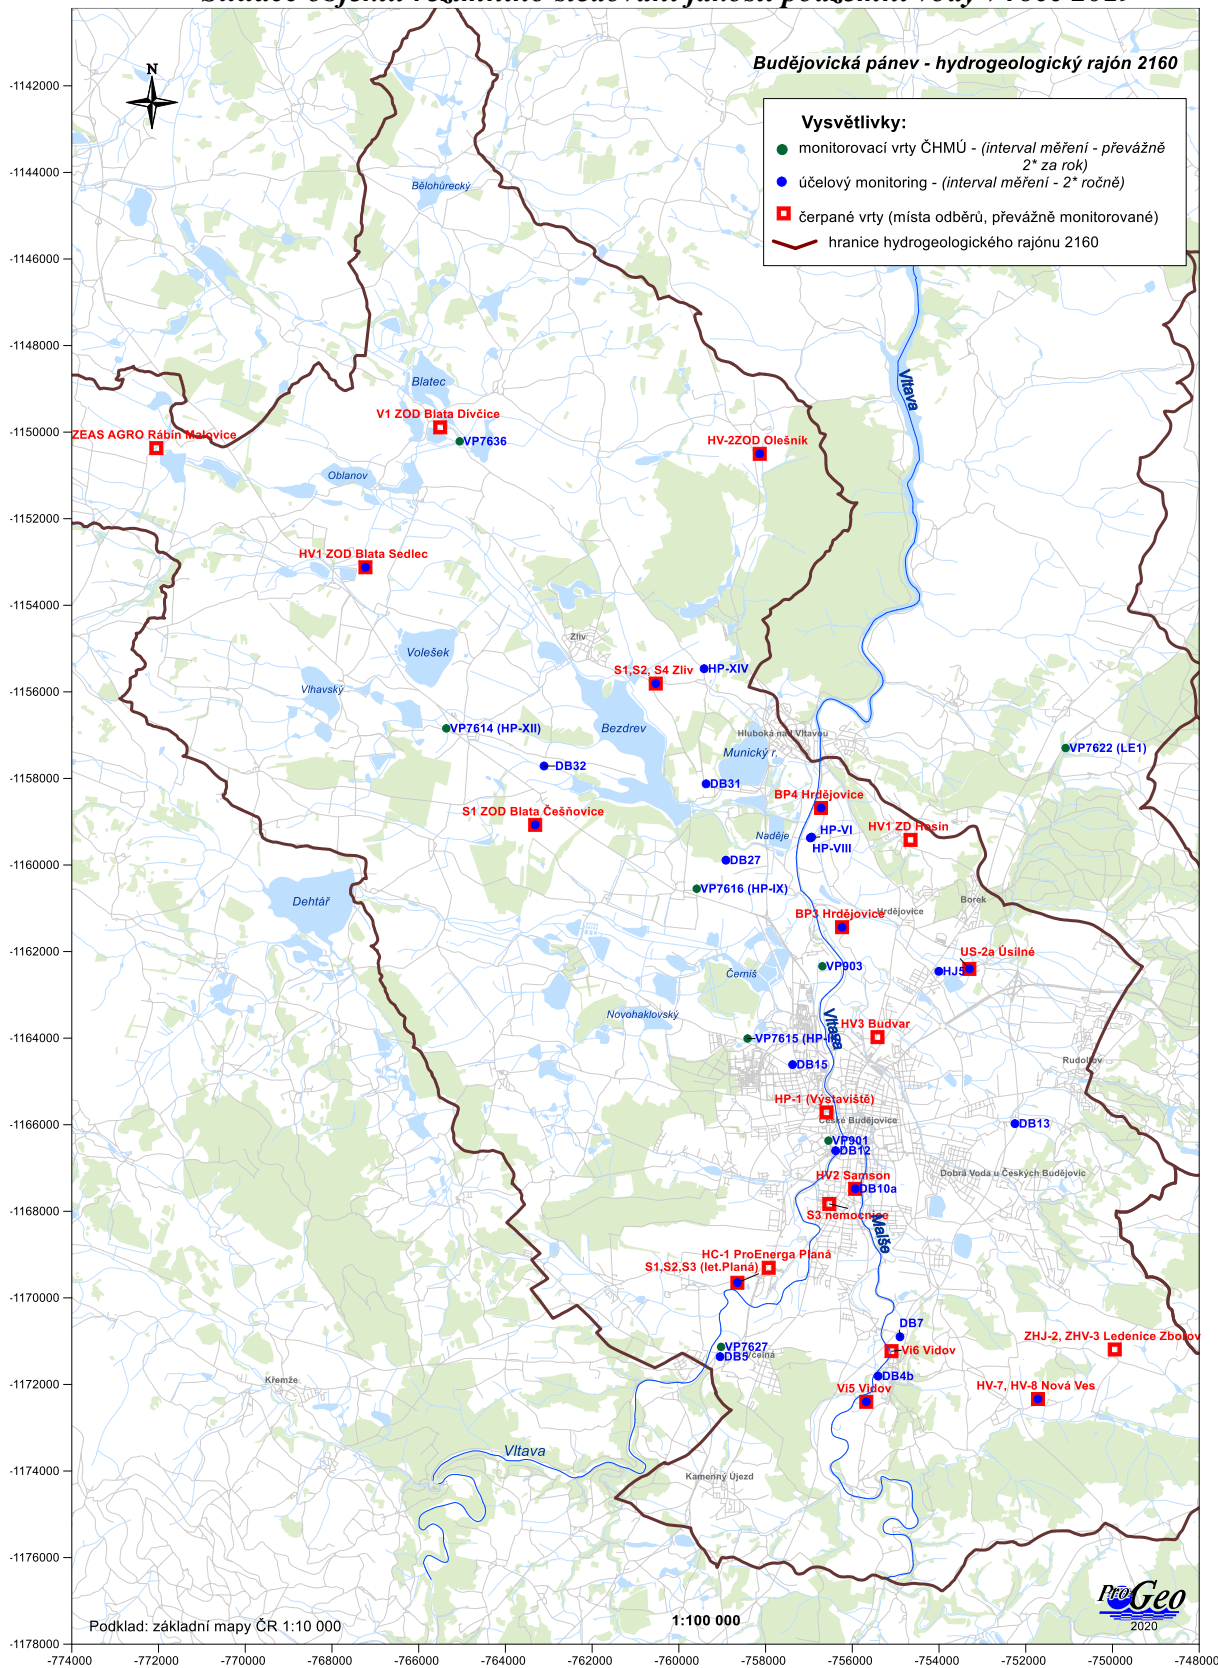 v roce 2019
Budějovická pánev - hydrogeologický rajón 2160
Vysvětlivky:
monitorovací vrty ČHMÚ - (interval měření - převážně
2* za rok)
účelový monitoring - (interval měření - 2* ročně)
čerpané vrty (místa odběrů, převážně monitorované)
hranice hydrogeologického rajónu 2160
N
-1142000
-1144000
-1146000
-1148000
-1150000
-1152000
-1154000
-1156000
-1158000
-1160000
-1162000
-1164000
-1166000
-1168000
-1170000
-1172000
-1174000
-1176000
-1178000
Bělohůrecký
Blatec
Vltava
V1 ZOD Blata Divčice
ZEAS AGRO Rábín Malovice
VP7636
HV-2ZOD Olešník
Oblanov
HV1 ZOD Blata Sedlec
Zliv
Volešek
S1,S2, S4 Zliv
HP-XIV
Vlhavský
VP7614 (HP-XII)
Bezdrev
Hluboká nad Vltavou
Munický r.
VP7622 (LE1)
DB32
DB31
BP4 Hrdějovice
S1 ZOD Blata Češňovice
HV1 ZD Hosín
HP-VI
Naděje
HP-VIII
DB27
VP7616 (HP-IX)
Dehtář
Borek
BP3 Hrdějovice
Hrdějovice
US-2a Úsilné
VP903
HJ5
Černiš
Novohaklovský
Vltava
HV3 Budvar
VP7615 (HP-II)
Rudolfov
DB15
HP-1 (Výstaviště)
České Budějovice
DB13
VP901
DB12
Dobrá Voda u Českých Budějovic
HV2 Samson
DB10a
S3 nemocnice
Malše
HC-1 ProEnerga Planá
S1,S2,S3 (let.Planá)
DB7
ZHJ-2, ZHV-3 Ledenice Zborov
VP7627
Vi6 Vidov
DB5
Včelná
DB4b
Křemže
Vi5 Vidov
HV-7, HV-8 Nová Ves
Vltava
Kamenný Újezd
Podklad: základní mapy ČR 1:10 000
1:100 000
ProGeo
2020
-774000
-772000
-770000
-768000
-766000
-764000
-762000
-760000
-758000
-756000
-754000
-752000
-750000
-748000